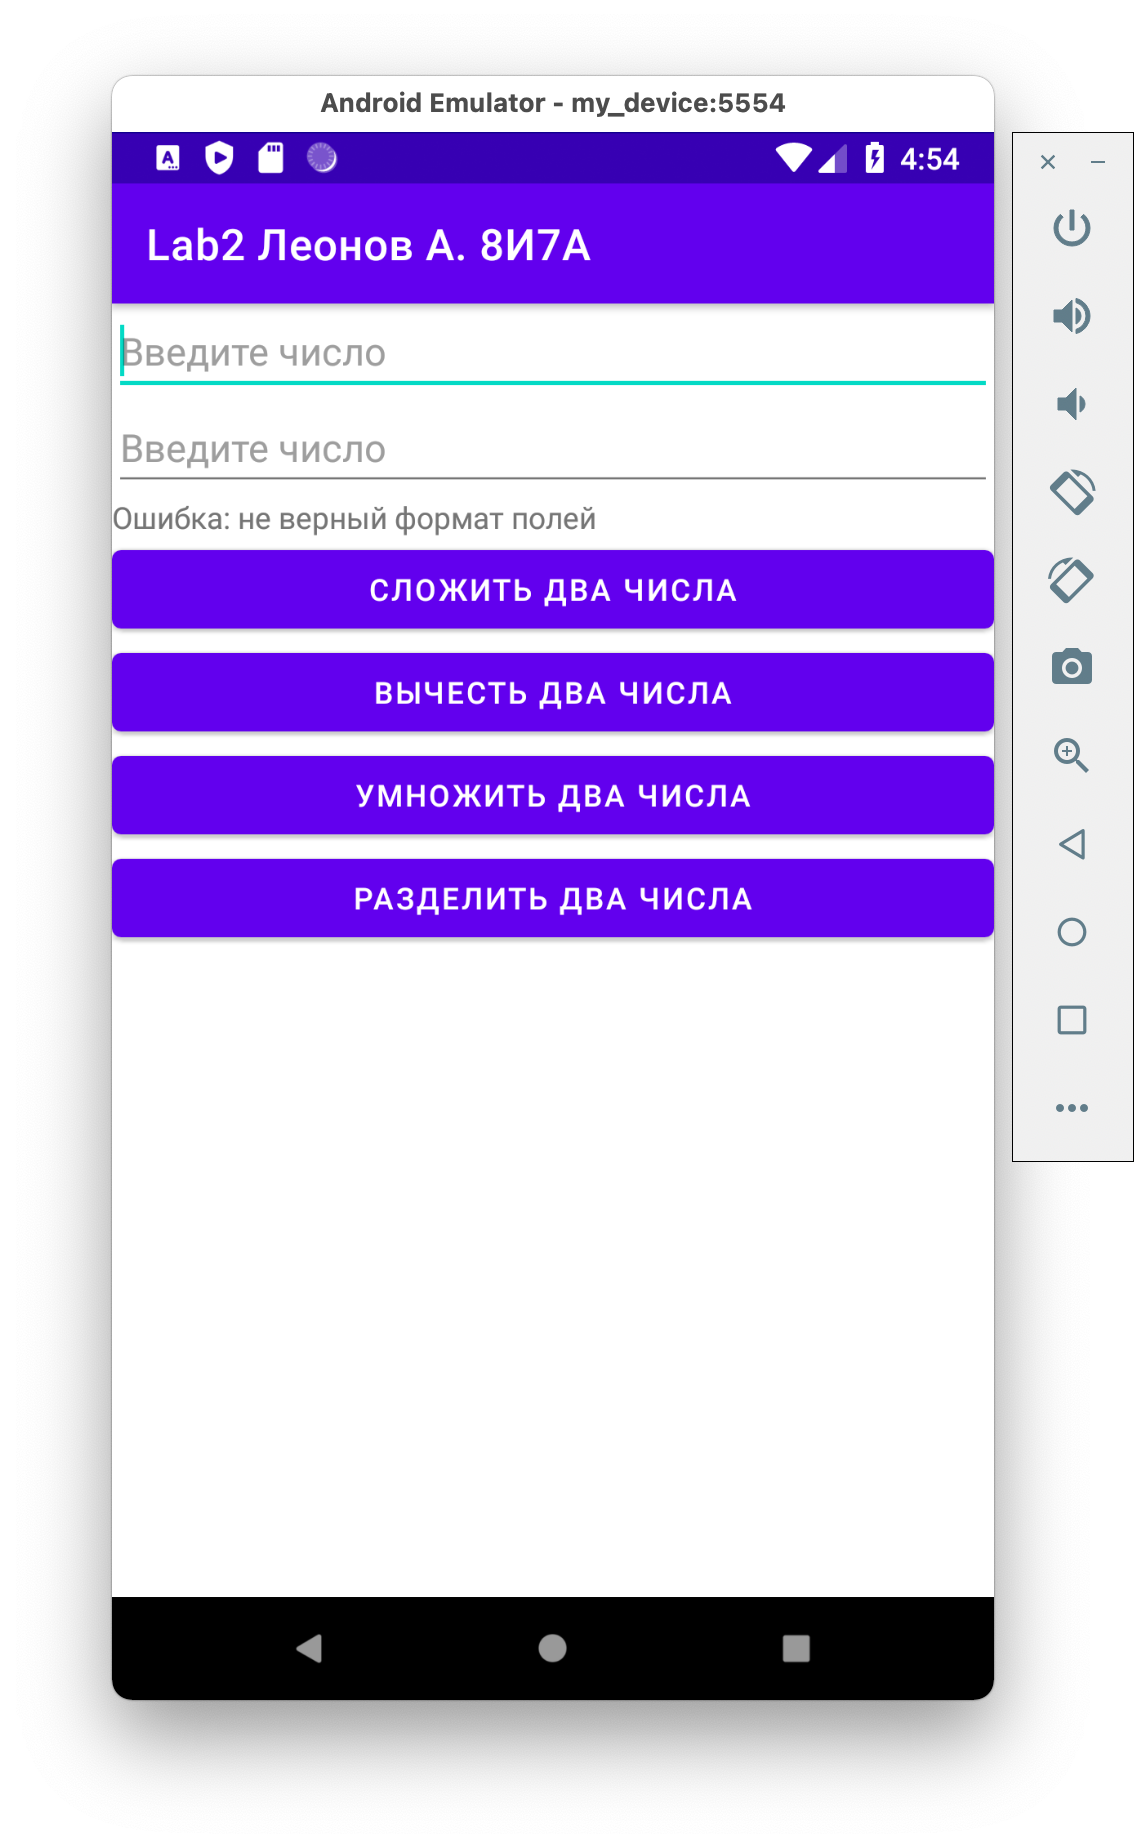 Android Emulator - my_device:5554
4:54
Lab2 Леонов А. 8И7А
Введите число
Введите число
Ошибка: не верный формат полей
СЛОЖИТЬ ДВА ЧИСЛА
ВЫЧЕСТЬ ДВА ЧИСЛА
УМНОЖИТЬ ДВА ЧИСЛА
РАЗДЕЛИТЬ ДВА ЧИСЛА